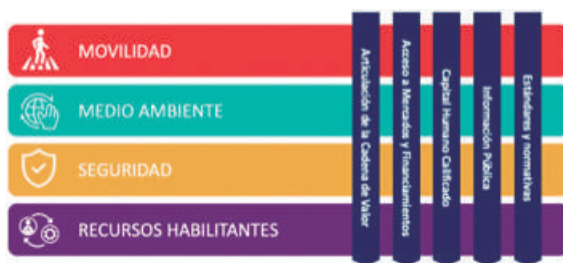 MOVILIDAD
MEDIO AMBIENTE
SEGURIDAD
RECURSOS HABILITANTES
Articulación de la Cadena de Valor
Acceso a Mercados y Financiamientos
Capital Humano Calificado
Información Pública
Estándares y normativas